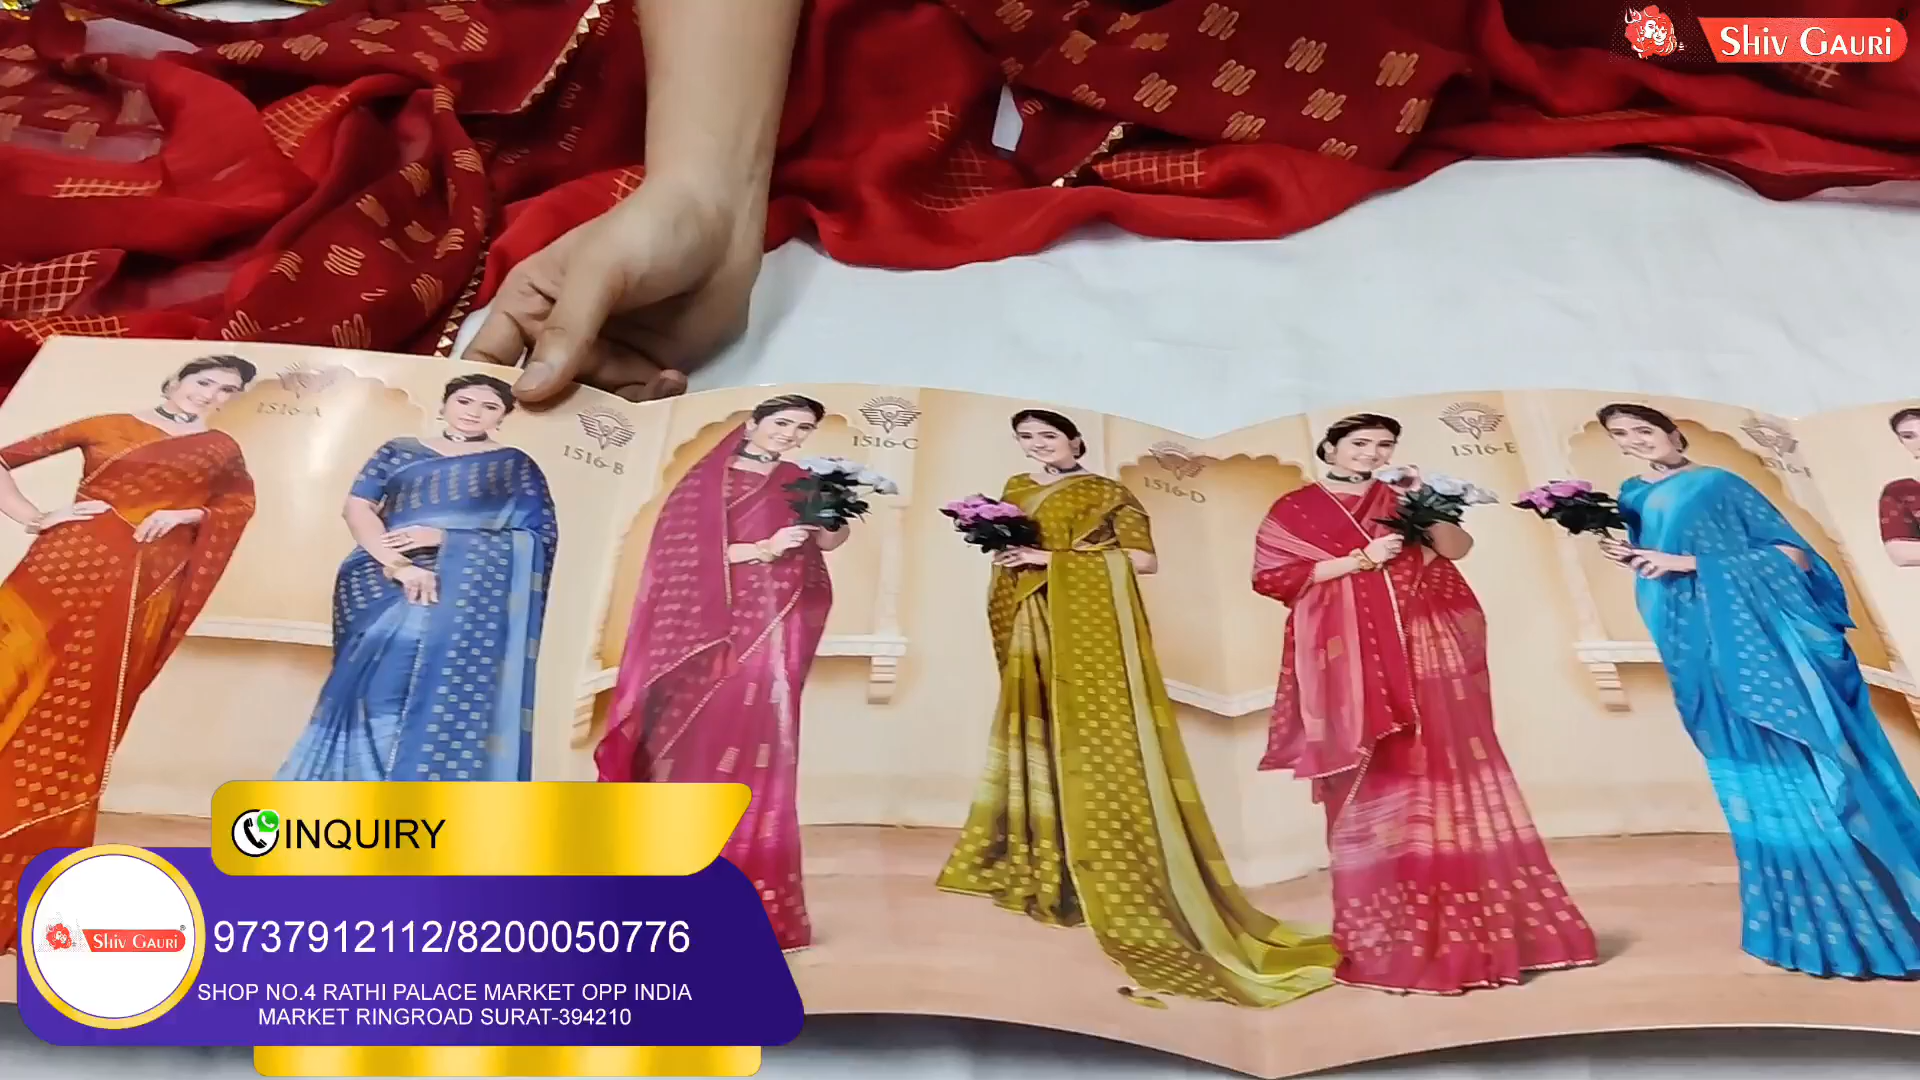 SHIV GAURI
1516-A
1516-B
1516-C
1516-D
1516-E
INQUIRY
SHIV GAURI®
9737912112/8200050776
SHOP NO.4 RATHI PALACE MARKET OPP INDIA
MARKET RINGROAD SURAT-394210